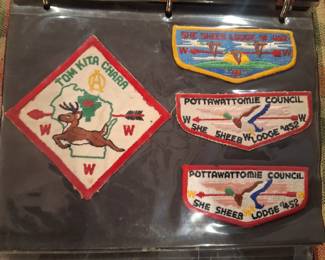 TOM KITA CHARA
W
W
W
W
SHE SHEEB LODGE
W W
W
POTTAWATTOMIE COUNCIL
W W
W
SHE SHEEB LODGE 452
POTTAWATTOMIE COUNCIL
W W
W
SHE SHEEB LODGE 452